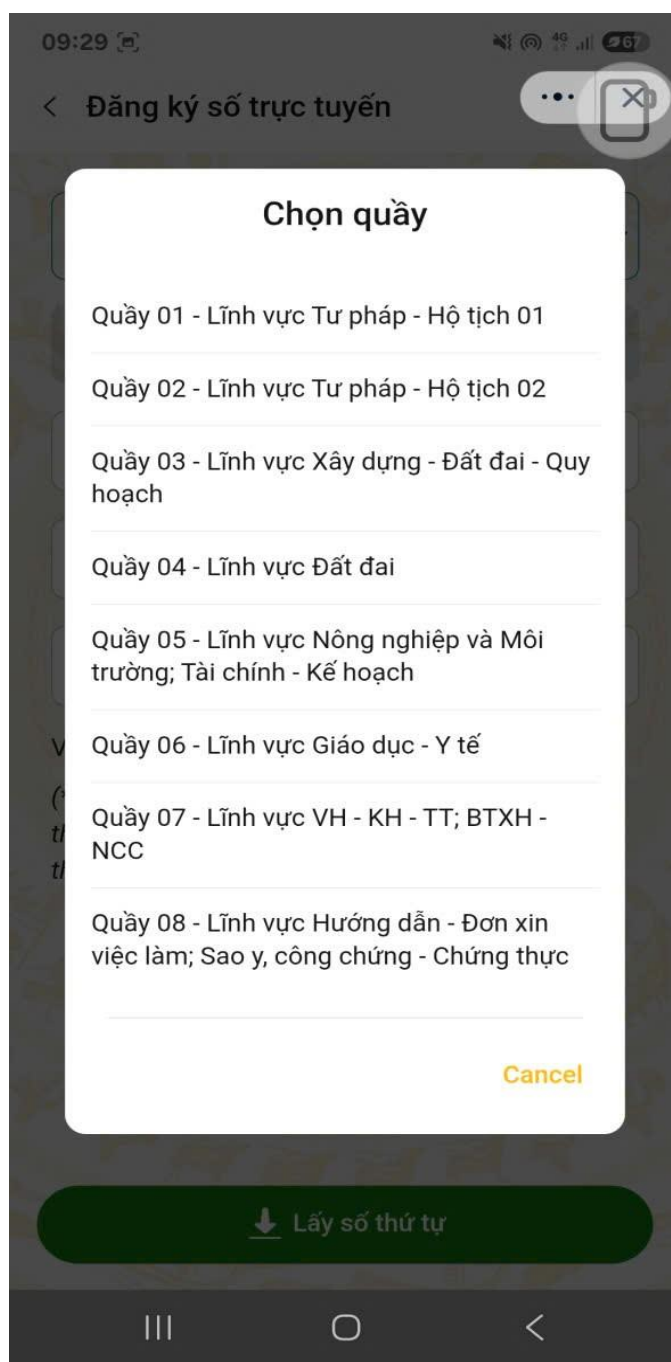 09:29
4G
67
Đăng ký số trực tuyến
Chọn quầy
Quầy 01 - Lĩnh vực Tư pháp - Hộ tịch 01
Quầy 02 - Lĩnh vực Tư pháp - Hộ tịch 02
Quầy 03 - Lĩnh vực Xây dựng - Đất đai - Quy
hoạch
Quầy 04 - Lĩnh vực Đất đai
Quầy 05 - Lĩnh vực Nông nghiệp và Môi
trường; Tài chính - Kế hoạch
Quầy 06 - Lĩnh vực Giáo dục - Y tế
Quầy 07 - Lĩnh vực VH - KH - TT; BTXH -
NCC
Quầy 08 - Lĩnh vực Hướng dẫn - Đơn xin
việc làm; Sao y, công chứng - Chứng thực
Cancel
Lấy số thứ tự